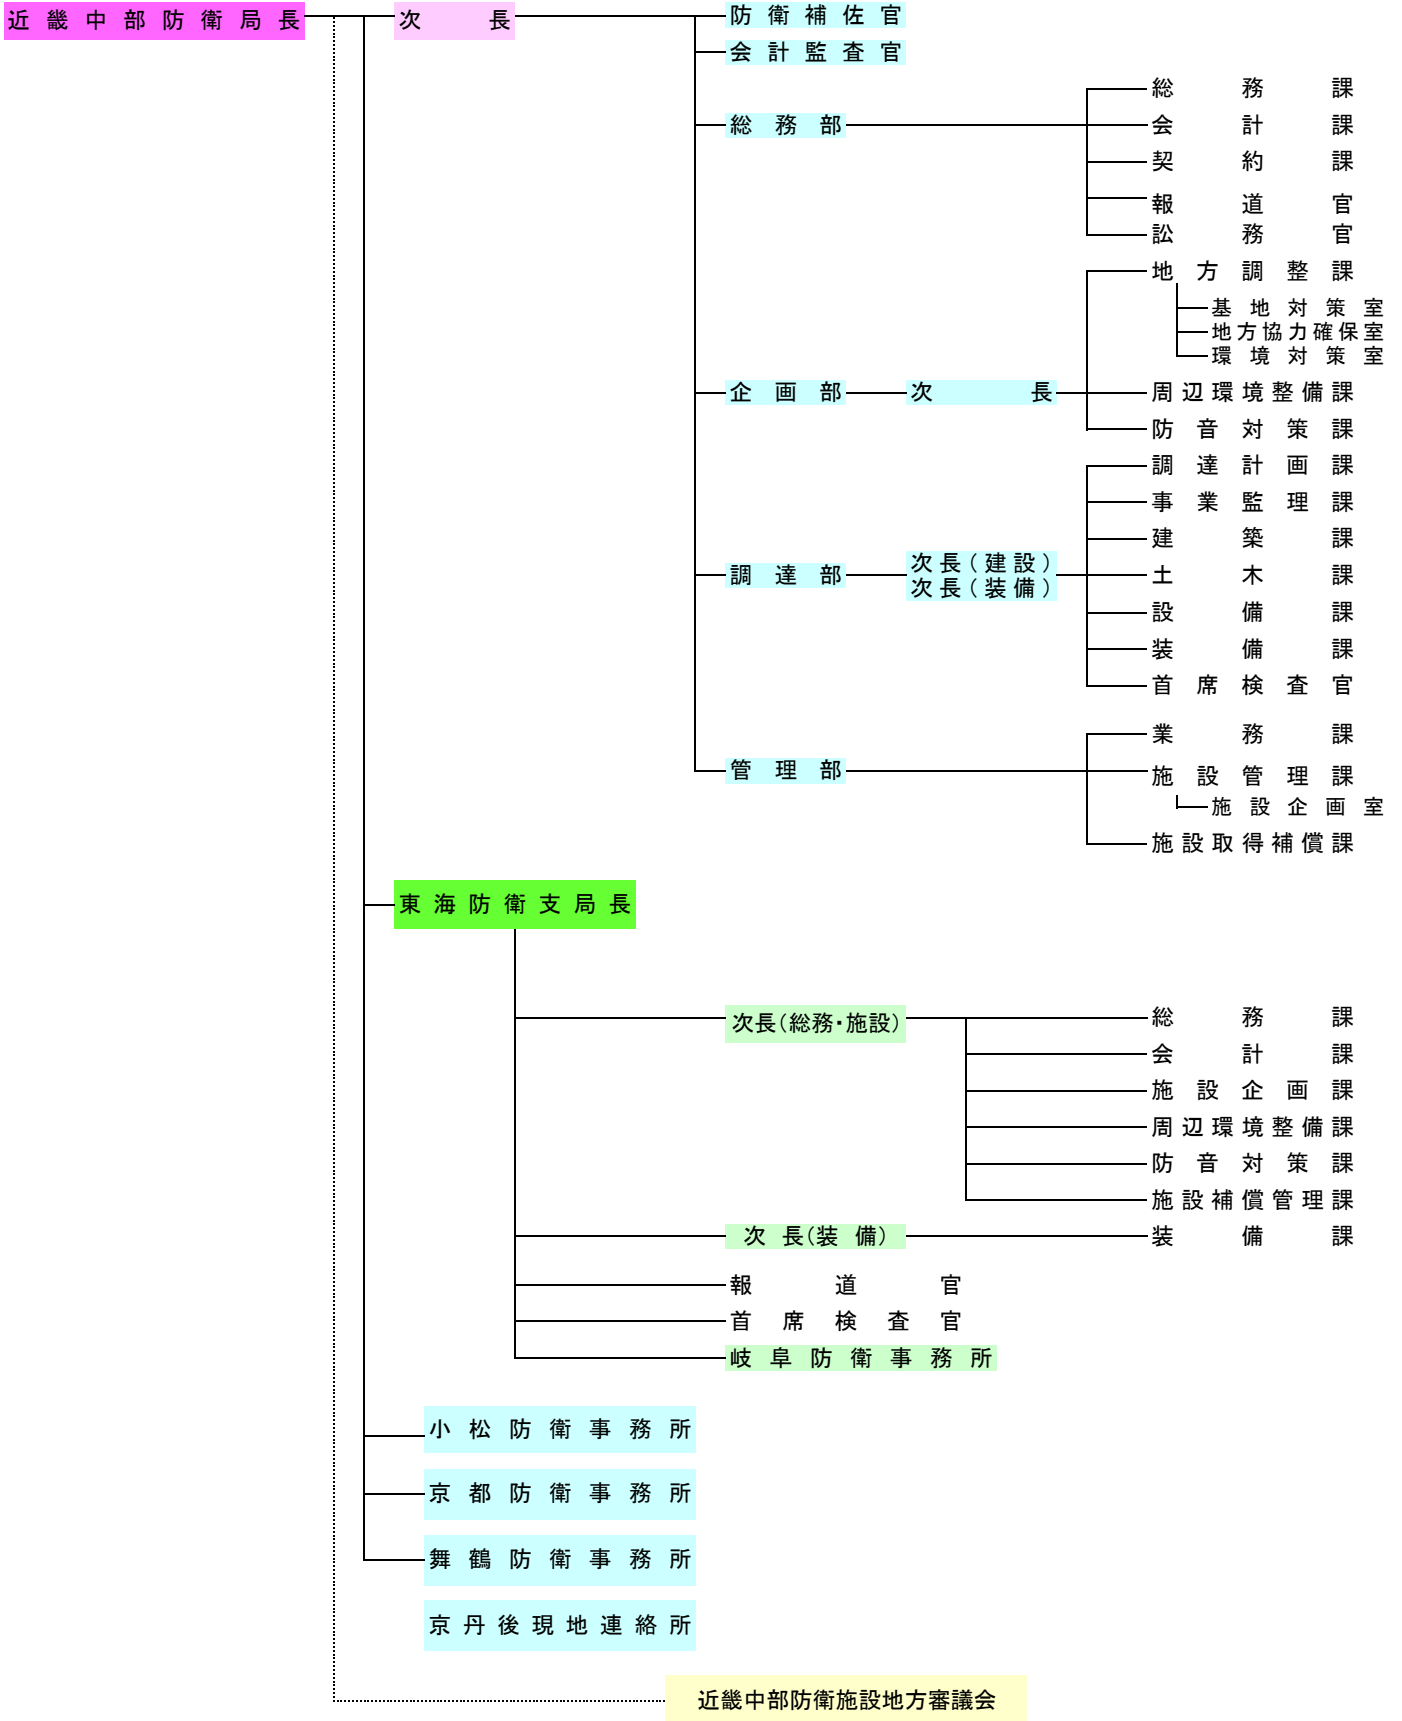 近畿中部防衛局長
次長
防衛補佐官
会計監査官
総務部
総務課
会計課
契約課
報道官
訟務官
企画部
次長
地方調整課
基地対策室
地方協力確保室
環境対策室
周辺環境整備課
防音対策課
調達部
次長(建設)
次長(装備)
調達計画課
事業監理課
建築課
土木課
設備課
装備課
首席検査官
管理部
業務課
施設管理課
施設企画室
施設取得補償課
東海防衛支局長
次長(総務・施設)
総務課
会計課
施設企画課
周辺環境整備課
防音対策課
施設補償管理課
次長(装備)
装備課
報道官
首席検査官
岐阜防衛事務所
小松防衛事務所
京都防衛事務所
舞鶴防衛事務所
京丹後現地連絡所
近畿中部防衛施設地方審議会